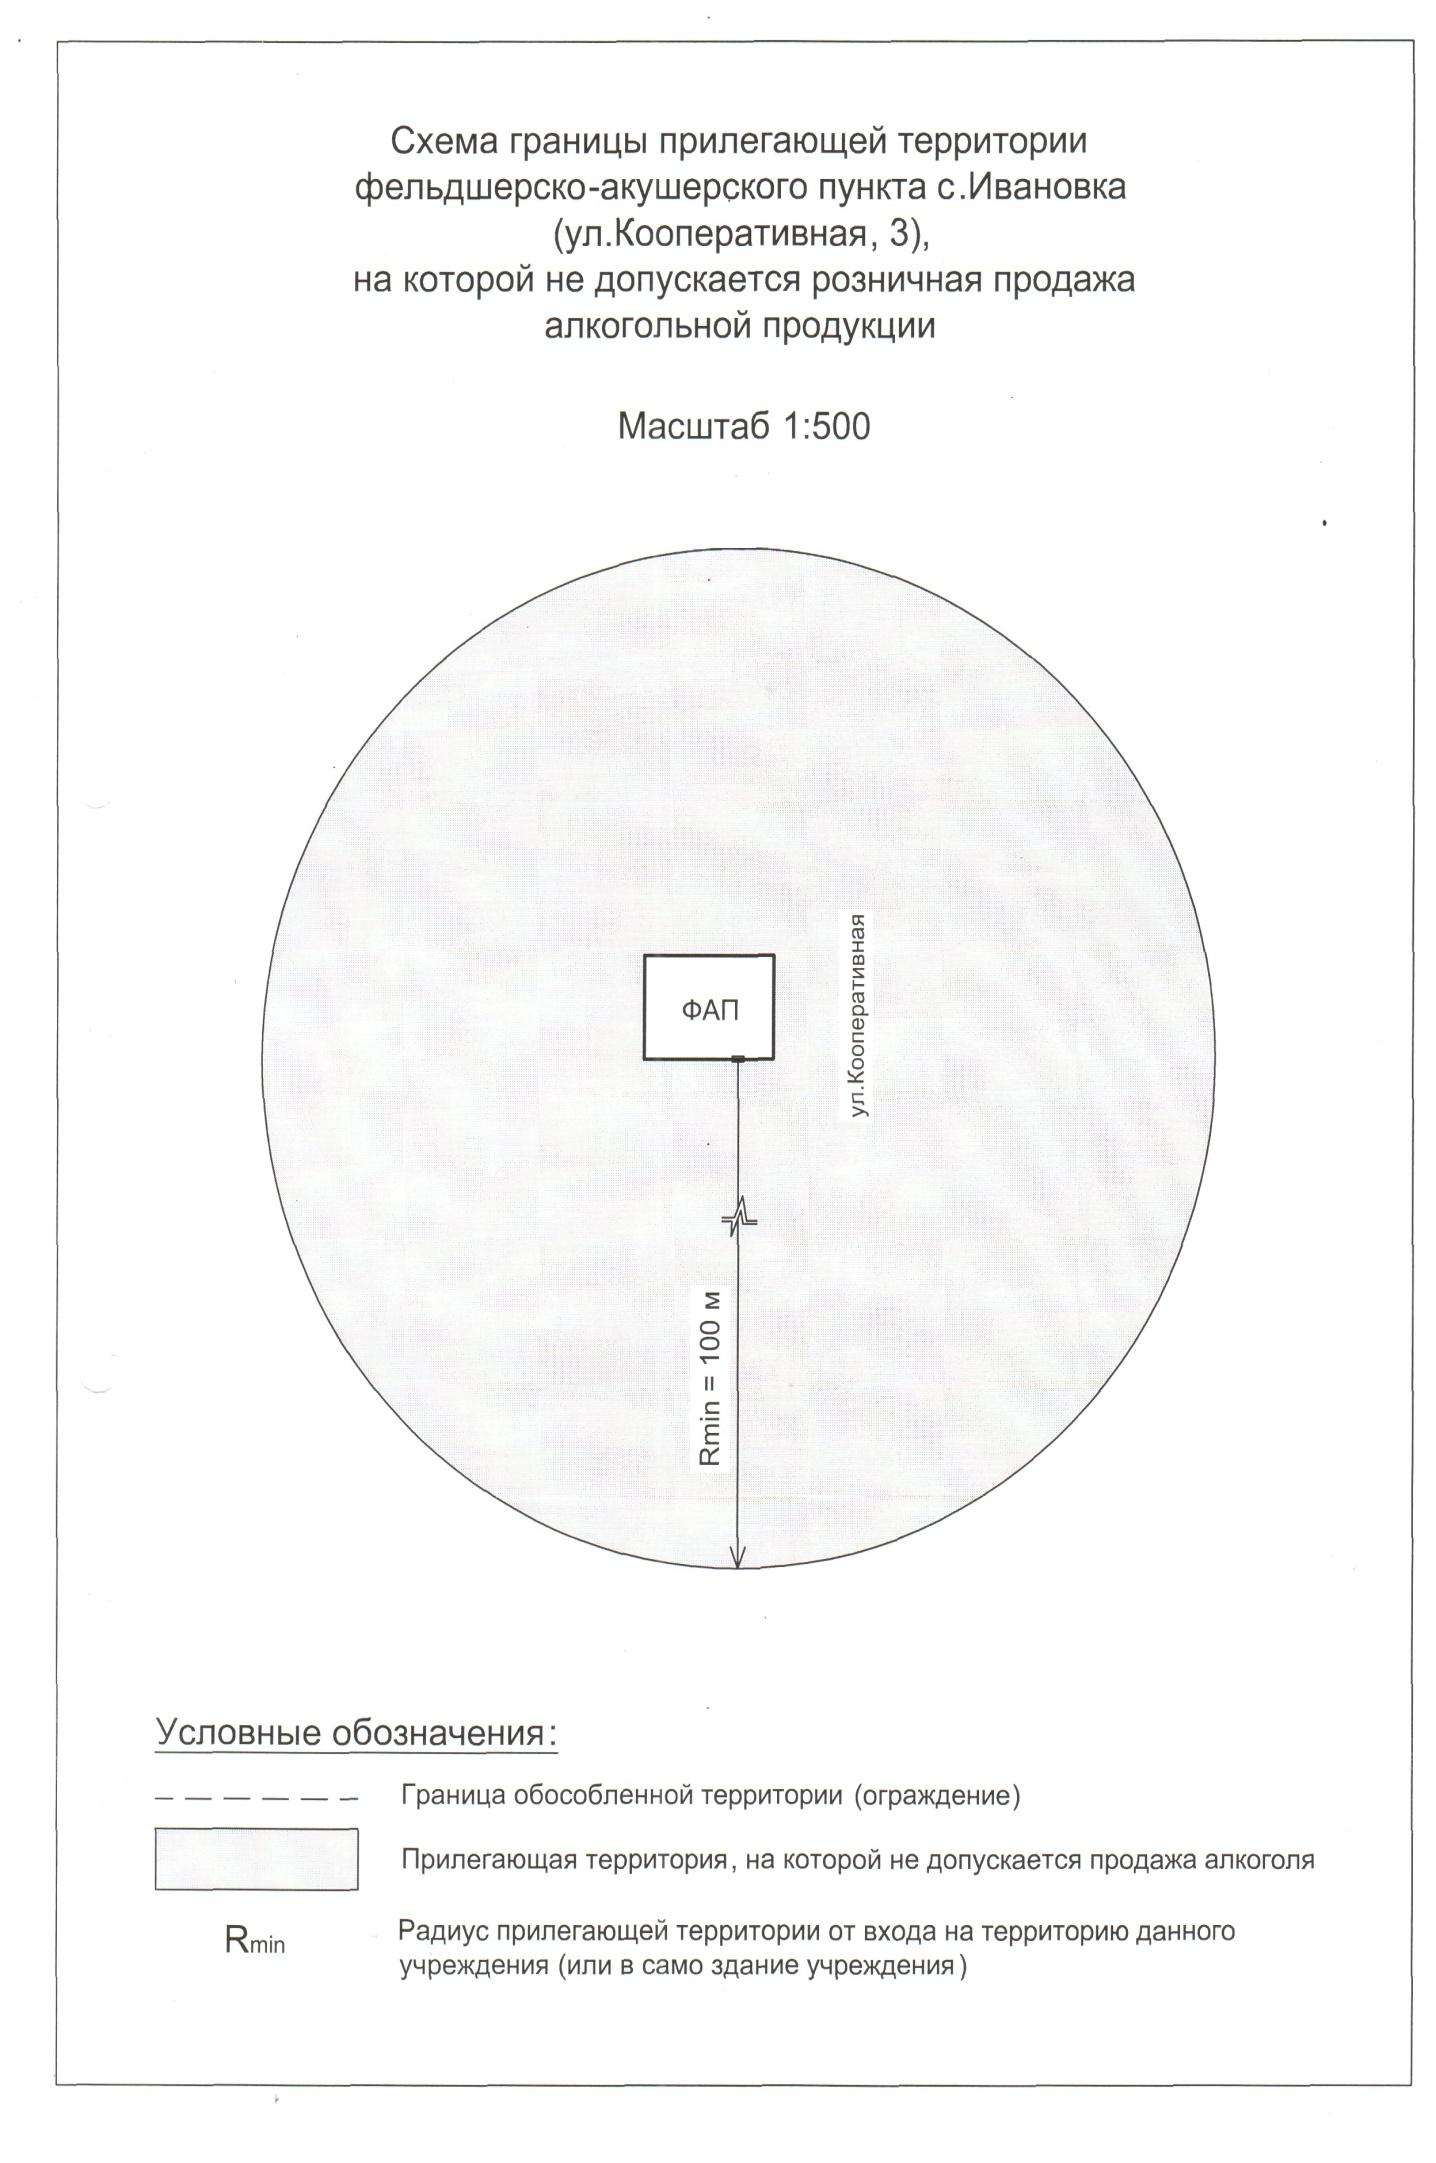 Схема границы прилегающей территории
фельдшерско-акушерского пункта с.Ивановка
(ул.Кооперативная, 3),
на которой не допускается розничная продажа
алкогольной продукции
Масштаб 1:500
ФАП
ул.Кооперативная
Rmin = 100 м
Условные обозначения:
Граница обособленной территории (ограждение)
Прилегающая территория, на которой не допускается продажа алкоголя
Rmin
Радиус прилегающей территории от входа на территорию данного
учреждения (или в само здание учреждения)